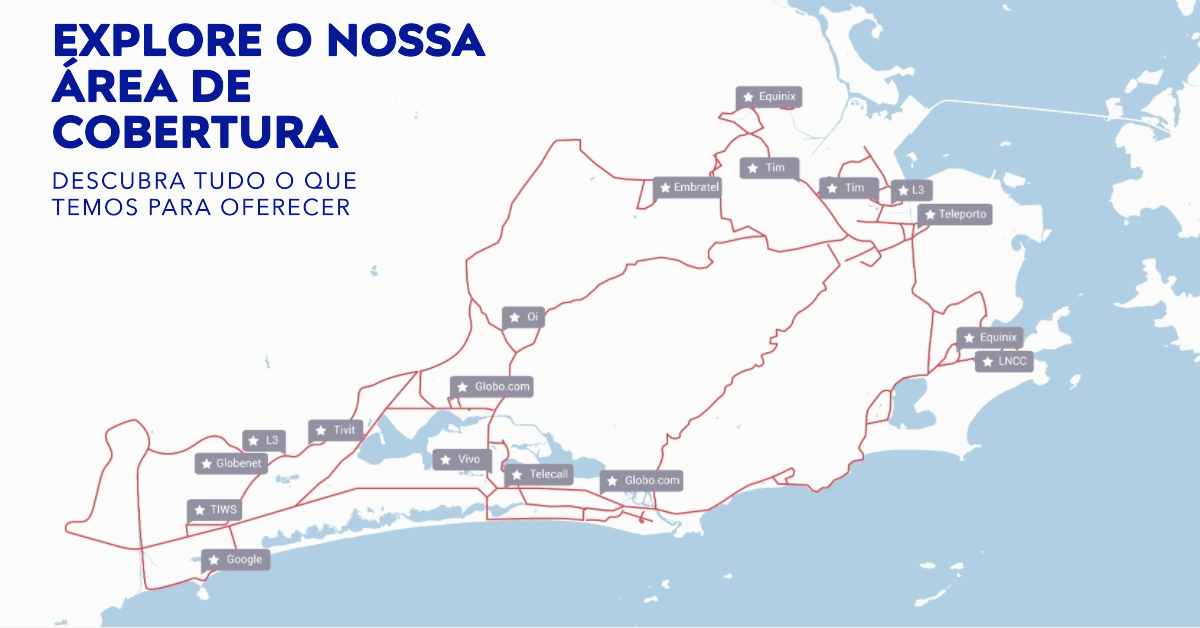 EXPLORE O NOSSA
ÁREA DE
COBERTURA
DESCUBRA TUDO O QUE
TEMOS PARA OFERECER
Equinix
Tim
Embratel
Tim
L3
Teleporto
Oi
Equinix
LNCC
Globo.com
Tivit
L3
Globenet
Vivo
Telecall
Globo.com
TIWS
Google